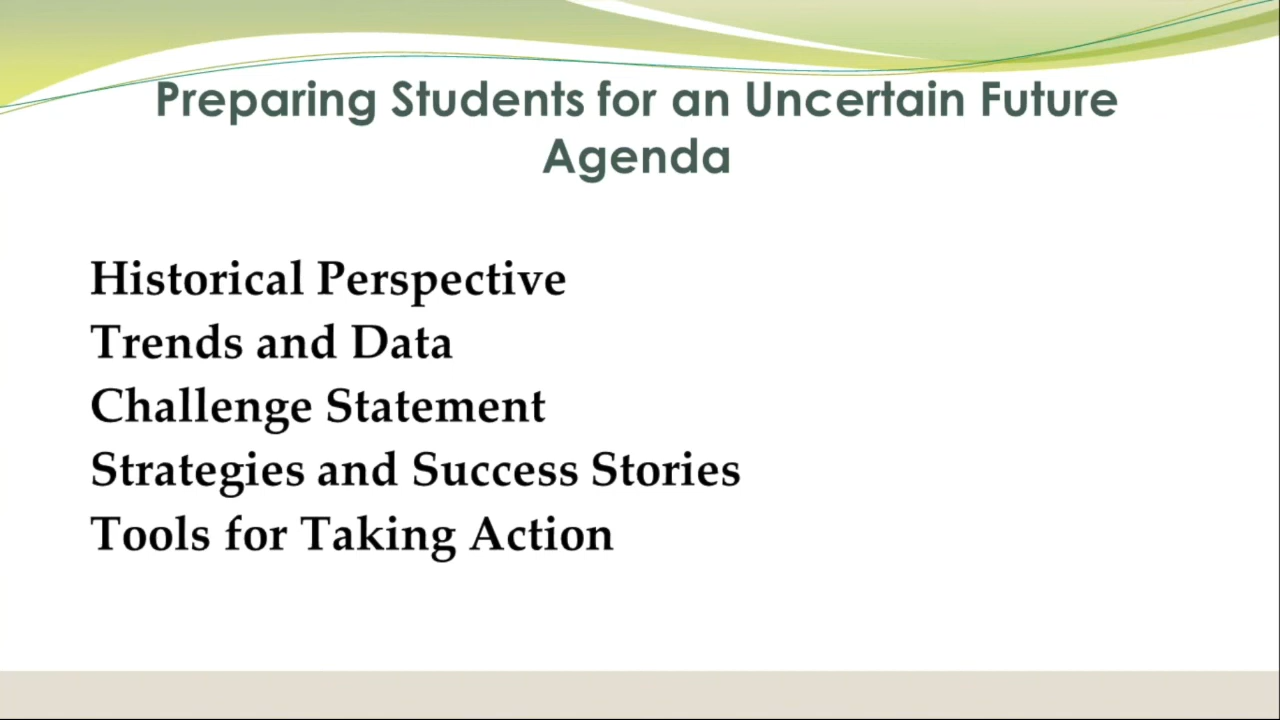 Preparing Students for an Uncertain Future
Agenda
Historical Perspective
Trends and Data
Challenge Statement
Strategies and Success Stories
Tools for Taking Action